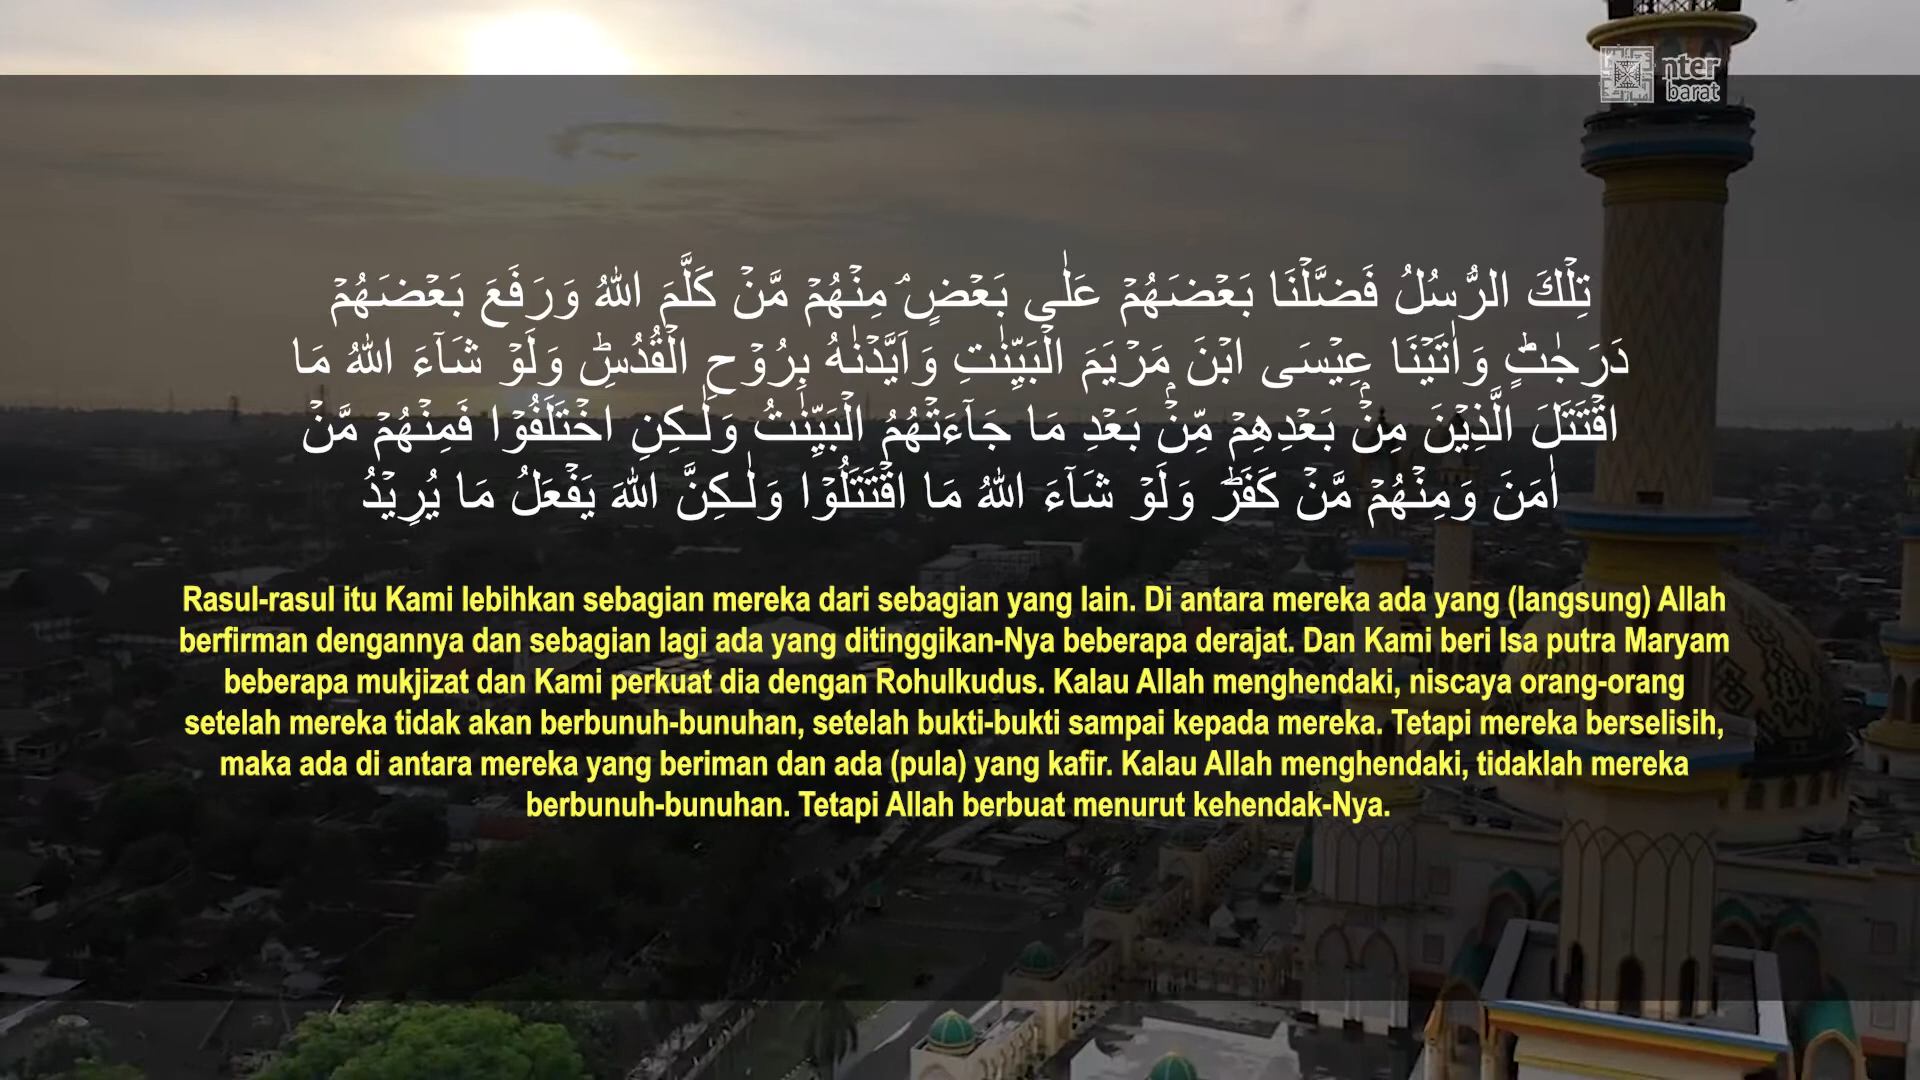 nter
barat
تِلۡكَ الرُّسُلُ فَضَّلۡنَا بَعۡضَهُمۡ عَلٰى بَعۡضٍ‌ۘ مِنۡهُمۡ مَّنۡ كَلَّمَ اللّٰهُ‌ وَرَفَعَ بَعۡضَهُمۡ
دَرَجٰتٍ‌ؕ وَاٰتَيۡنَا عِيۡسَى ابۡنَ مَرۡيَمَ الۡبَيِّنٰتِ وَاَيَّدۡنٰهُ بِرُوۡحِ الۡقُدُسِ‌ؕ وَلَوۡ شَآءَ اللّٰهُ مَا
اقۡتَتَلَ الَّذِيۡنَ مِنۡۢ بَعۡدِهِمۡ مِّنۡۢ بَعۡدِ مَا جَآءَتۡهُمُ الۡبَيِّنٰتُ وَلٰـكِنِ اخۡتَلَفُوۡا فَمِنۡهُمۡ مَّنۡ
اٰمَنَ وَمِنۡهُمۡ مَّنۡ كَفَرَ‌ؕ وَلَوۡ شَآءَ اللّٰهُ مَا اقۡتَتَلُوۡا وَلٰـكِنَّ اللّٰهَ يَفۡعَلُ مَا يُرِيۡدُ
Rasul-rasul itu Kami lebihkan sebagian mereka dari sebagian yang lain. Di antara mereka ada yang (langsung) Allah
berfirman dengannya dan sebagian lagi ada yang ditinggikan-Nya beberapa derajat. Dan Kami beri Isa putra Maryam
beberapa mukjizat dan Kami perkuat dia dengan Rohulkudus. Kalau Allah menghendaki, niscaya orang-orang
setelah mereka tidak akan berbunuh-bunuhan, setelah bukti-bukti sampai kepada mereka. Tetapi mereka berselisih,
maka ada di antara mereka yang beriman dan ada (pula) yang kafir. Kalau Allah menghendaki, tidaklah mereka
berbunuh-bunuhan. Tetapi Allah berbuat menurut kehendak-Nya.